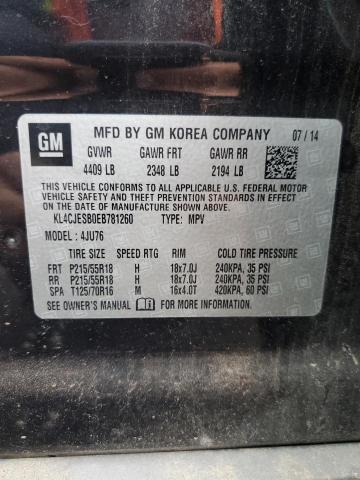 GM
MFD BY GM KOREA COMPANY 07/14
GVWR GAWR FRT GAWR RR
4409 LB 2348 LB 2194 LB
THIS VEHICLE CONFORMS TO ALL APPLICABLE U.S. FEDERAL MOTOR
VEHICLE SAFETY, BUMPER, AND THEFT PREVENTION STANDARDS IN
EFFECT ON THE DATE OF MANUFACTURE SHOWN ABOVE.
KL4CJESB0EB781260 TYPE: MPV
MODEL: 4JU76
TIRE SIZE SPEED RTG RIM COLD TIRE PRESSURE
FRT P215/55R18 H 18x7.0J 240KPA, 35 PSI
RR P215/55R18 H 18x7.0J 240KPA, 35 PSI
SPA T125/70R16 M 16x4.0T 420KPA, 60 PSI
SEE OWNER'S MANUAL FOR MORE INFORMATION